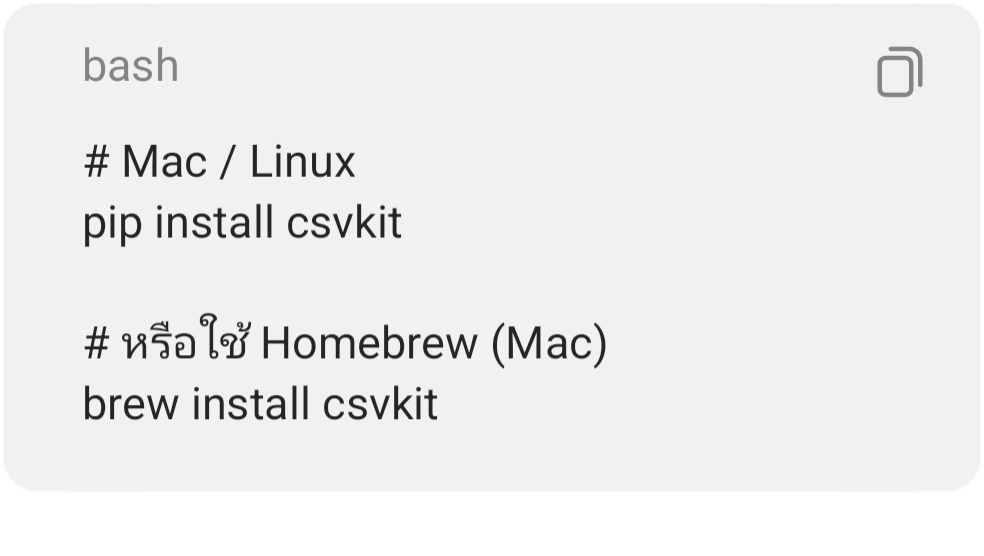 bash
# Mac / Linux
pip install csvkit
# หรือใช้ Homebrew (Mac)
brew install csvkit